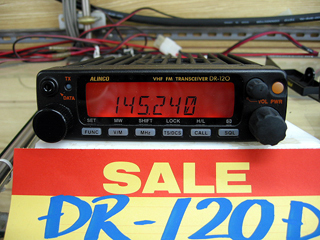 ALINCO VHF FM TRANSCEIVER DR-120
TX
DATA
145.240
VOL PWR
SET MW SHIFT LOCK H/L
FUNC V/M MHz TS/DCS CALL SQL
SALE
DR-120D